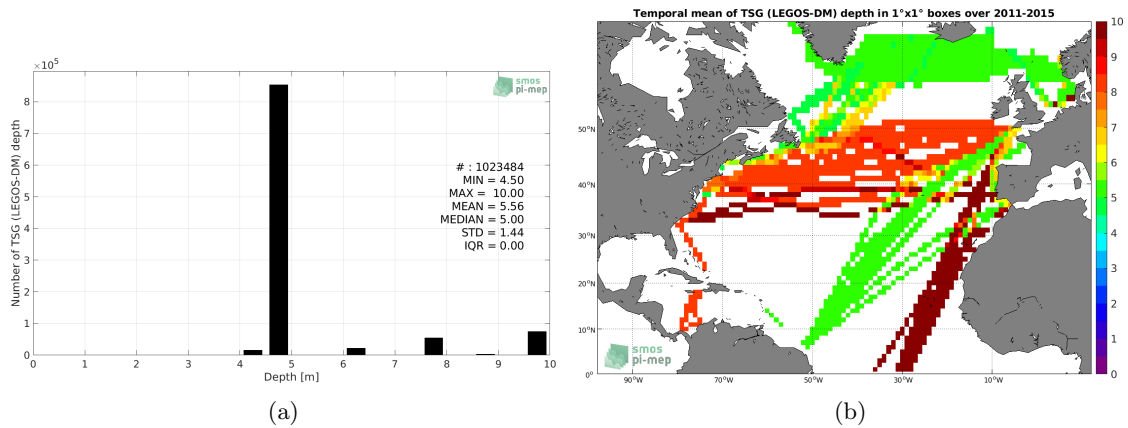 ×10⁵
8
7
6
5
4
3
2
1
0
Number of TSG (LEGOS-DM) depth
smos
pi-mep
# : 1023484
MIN = 4.50
MAX = 10.00
MEAN = 5.56
MEDIAN = 5.00
STD = 1.44
IQR = 0.00
0 1 2 3 4 5 6 7 8 9 10
Depth [m]
(a)
Temporal mean of TSG (LEGOS-DM) depth in 1°x1° boxes over 2011-2015
50°N
40°N
30°N
20°N
10°N
0°
90°W 70°W 50°W 30°W 10°W
smos
pi-mep
10
9
8
7
6
5
4
3
2
1
0
(b)